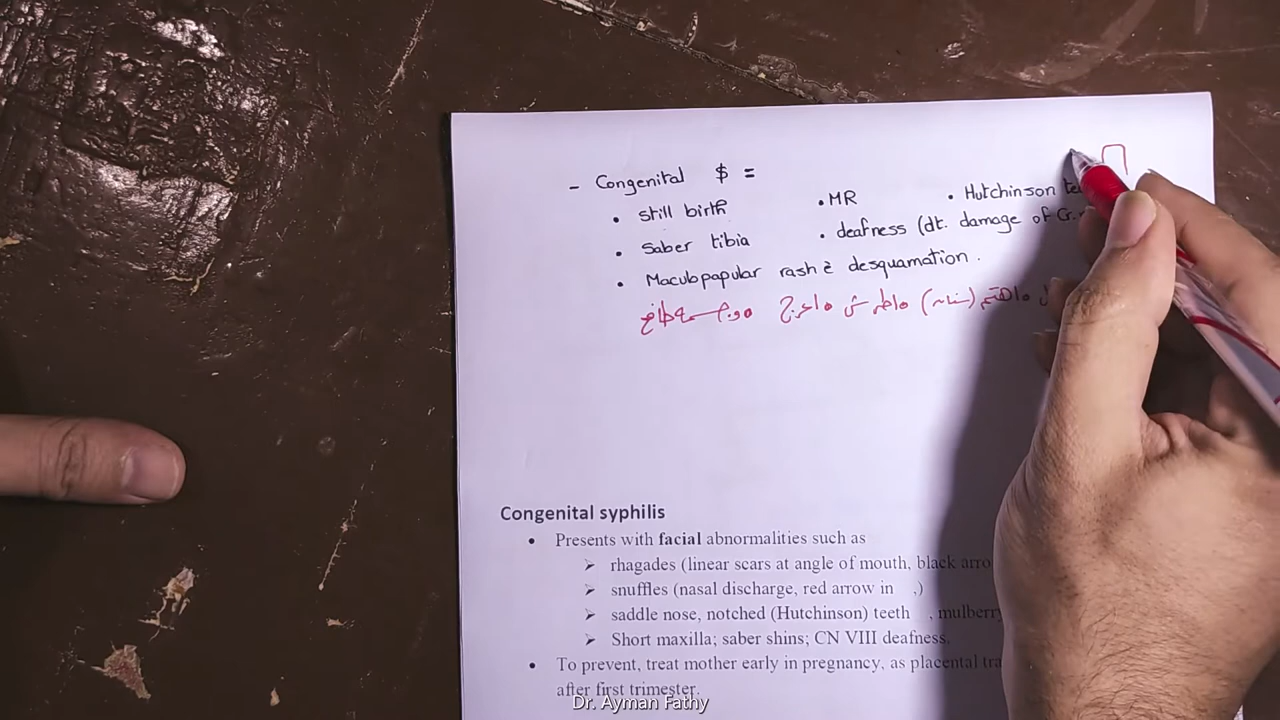 - Congenital $ =
• still birth • MR • Hutchinson
• Saber tibia • deafness (dt. damage of
• Maculopapular rash è desquamation.
Congenital syphilis
• Presents with facial abnormalities such as
➢ rhagades (linear scars at angle of mouth, black arro
➢ snuffles (nasal discharge, red arrow in ,)
➢ saddle nose, notched (Hutchinson) teeth , mulberry
➢ Short maxilla; saber shins; CN VIII deafness.
• To prevent, treat mother early in pregnancy, as placental tra
after first trimester.
Dr. Ayman Fathy